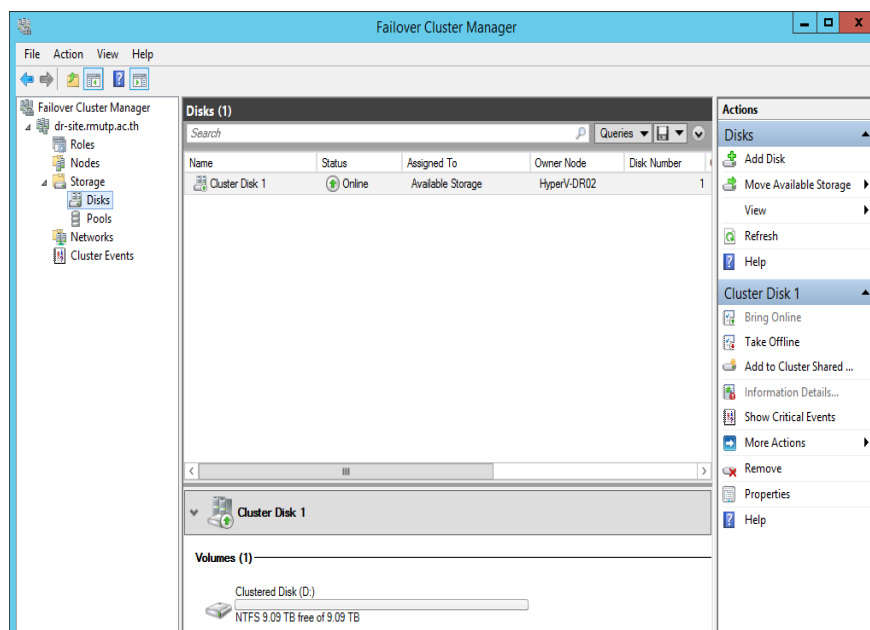 Failover Cluster Manager
File Action View Help
Failover Cluster Manager
dr-site.rmutp.ac.th
Roles
Nodes
Storage
Disks
Pools
Networks
Cluster Events
Disks (1)
Search
Queries
Name Status Assigned To Owner Node Disk Number
Cluster Disk 1 Online Available Storage HyperV-DR02 1
Cluster Disk 1
Volumes (1)
Clustered Disk (D:)
NTFS 9.09 TB free of 9.09 TB
Actions
Disks
Add Disk
Move Available Storage
View
Refresh
Help
Cluster Disk 1
Bring Online
Take Offline
Add to Cluster Shared ...
Information Details...
Show Critical Events
More Actions
Remove
Properties
Help